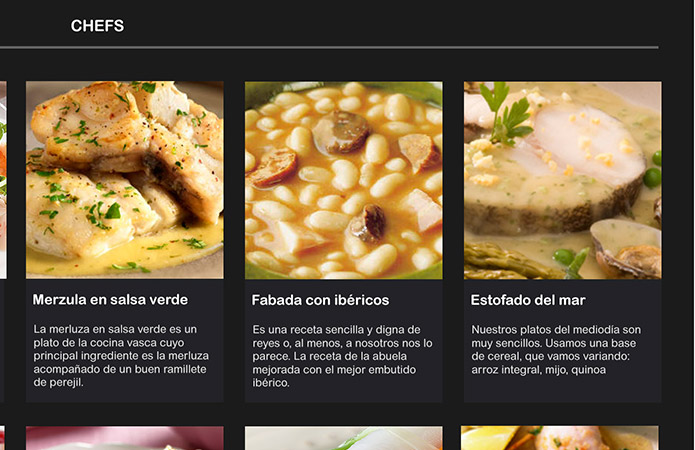 CHEFS
Merzula en salsa verde
La merluza en salsa verde es un
plato de la cocina vasca cuyo
principal ingrediente es la merluza
acompañado de un buen ramillete
de perejil.
Fabada con ibéricos
Es una receta sencilla y digna de
reyes o, al menos, a nosotros nos lo
parece. La receta de la abuela
mejorada con el mejor embutido
ibérico.
Estofado del mar
Nuestros platos del mediodía son
muy sencillos. Usamos una base
de cereal, que vamos variando:
arroz integral, mijo, quinoa